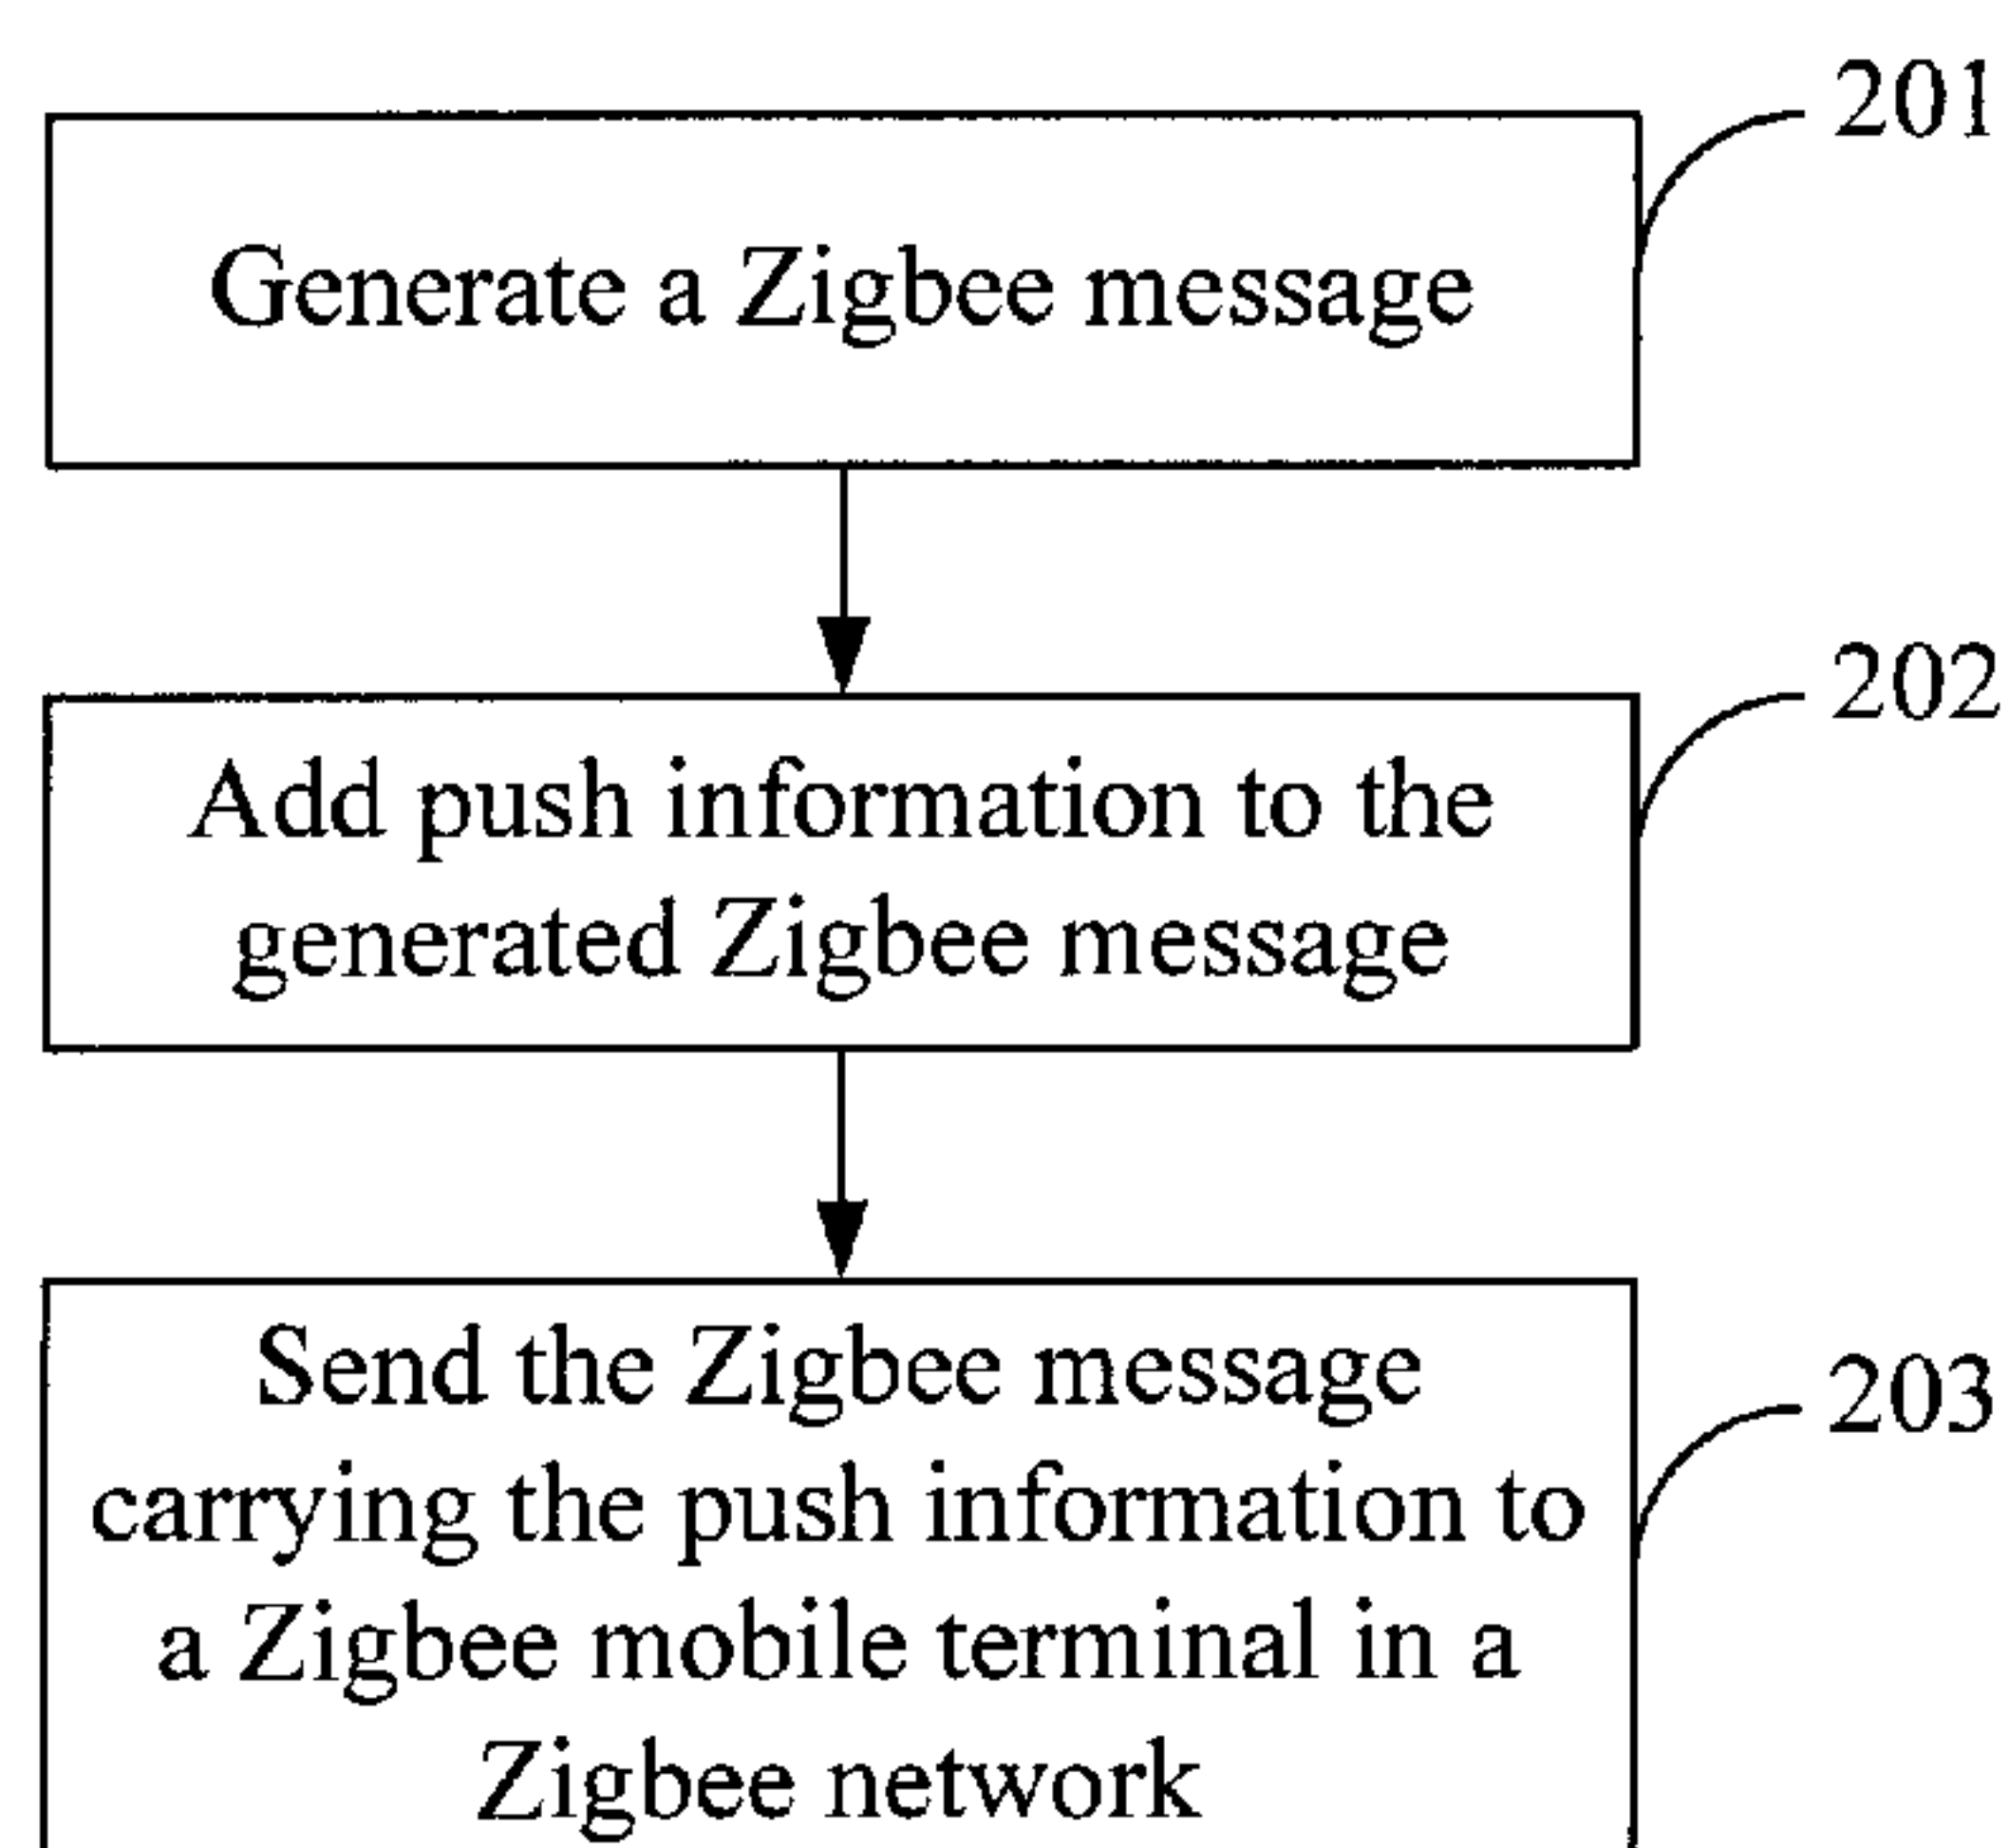 201
Generate a Zigbee message
202
Add push information to the
generated Zigbee message
Send the Zigbee message
203
carrying the push information to
a Zigbee mobile terminal in a
Zigbee network